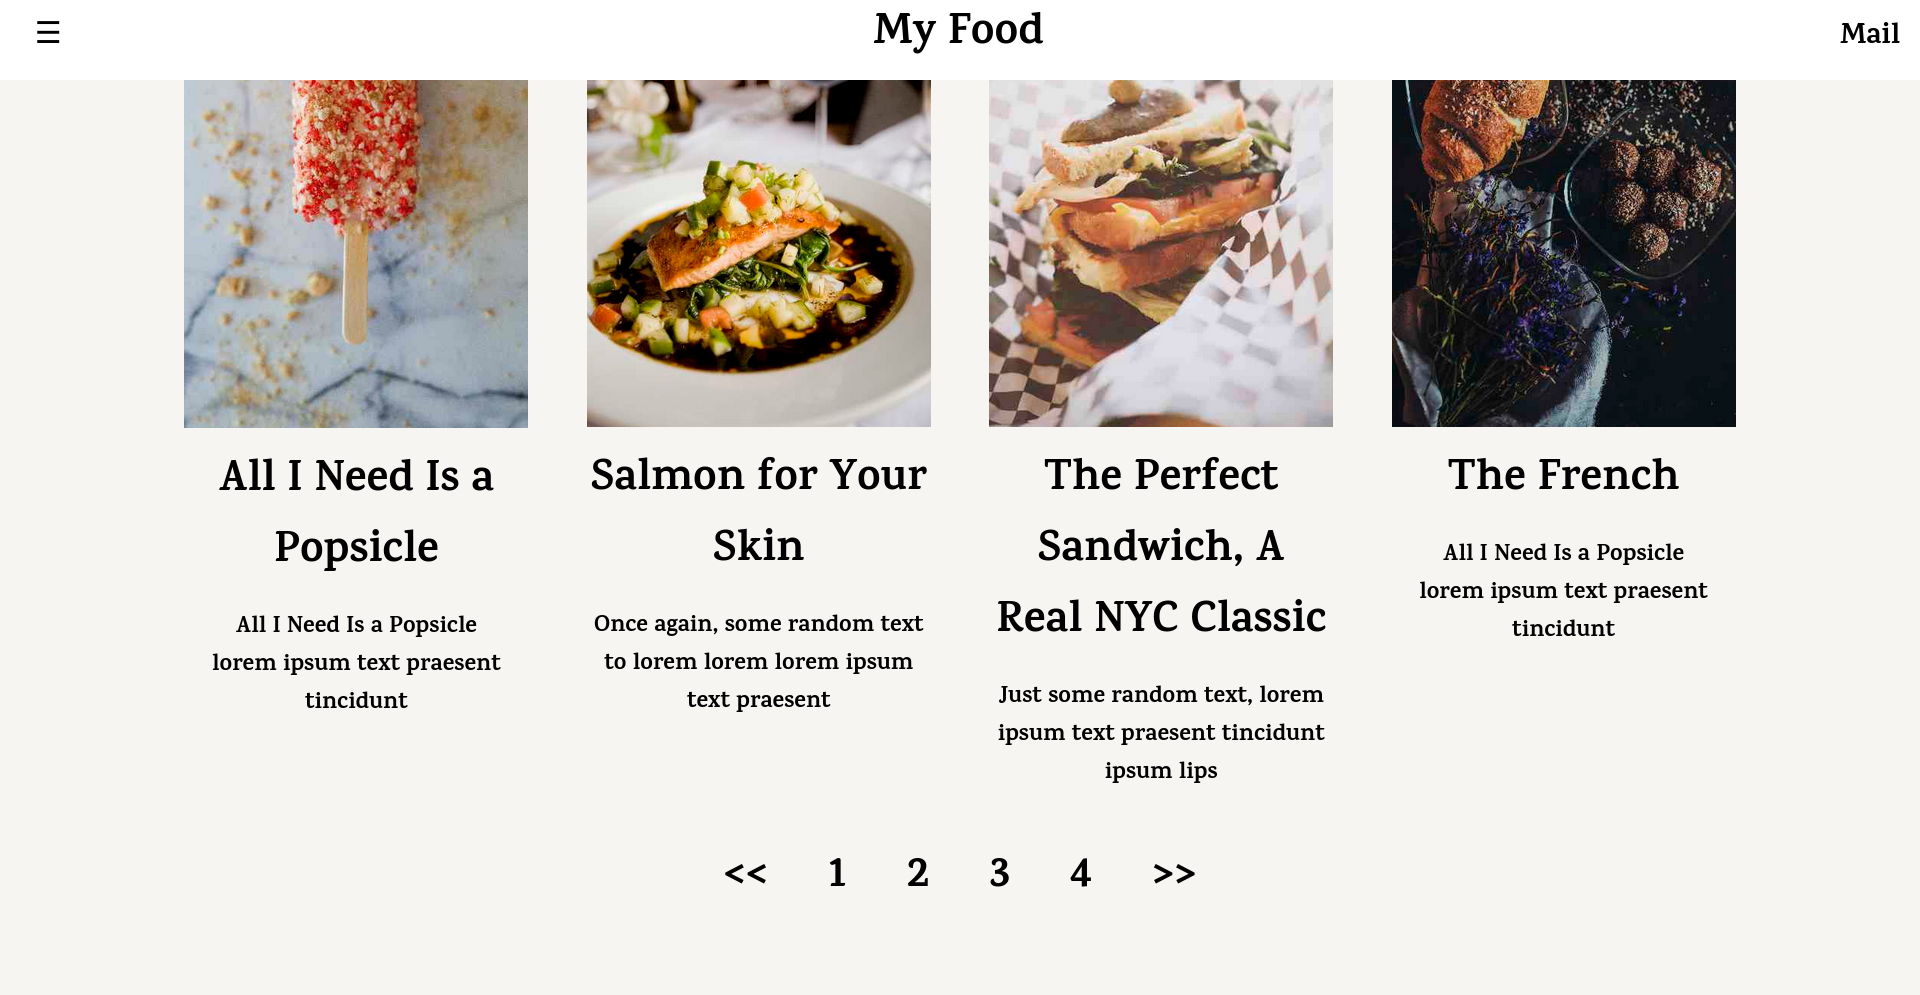 ☰ My Food Mail
All I Need Is a
Popsicle
All I Need Is a Popsicle
lorem ipsum text praesent
tincidunt
Salmon for Your
Skin
Once again, some random text
to lorem lorem lorem ipsum
text praesent
The Perfect
Sandwich, A
Real NYC Classic
Just some random text, lorem
ipsum text praesent tincidunt
ipsum lips
The French
All I Need Is a Popsicle
lorem ipsum text praesent
tincidunt
<< 1 2 3 4 >>